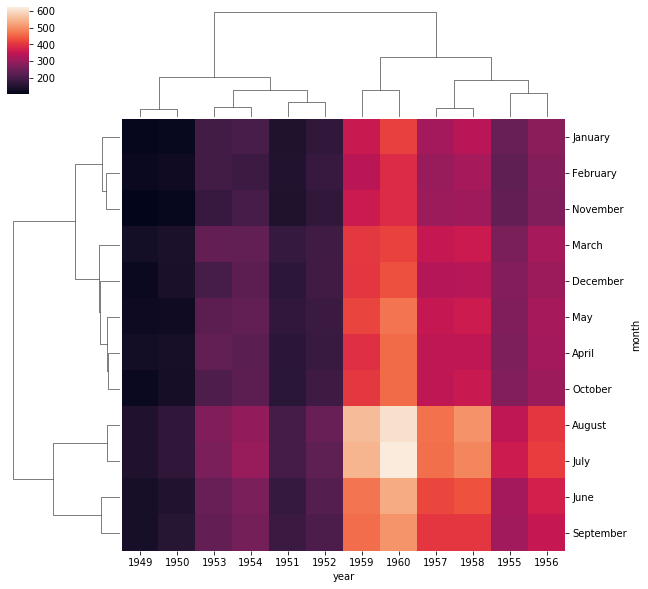 600
500
400
300
200
January
February
November
March
December
May
April
October
August
July
June
September
month
1949 1950 1953 1954 1951 1952 1959 1960 1957 1958 1955 1956
year